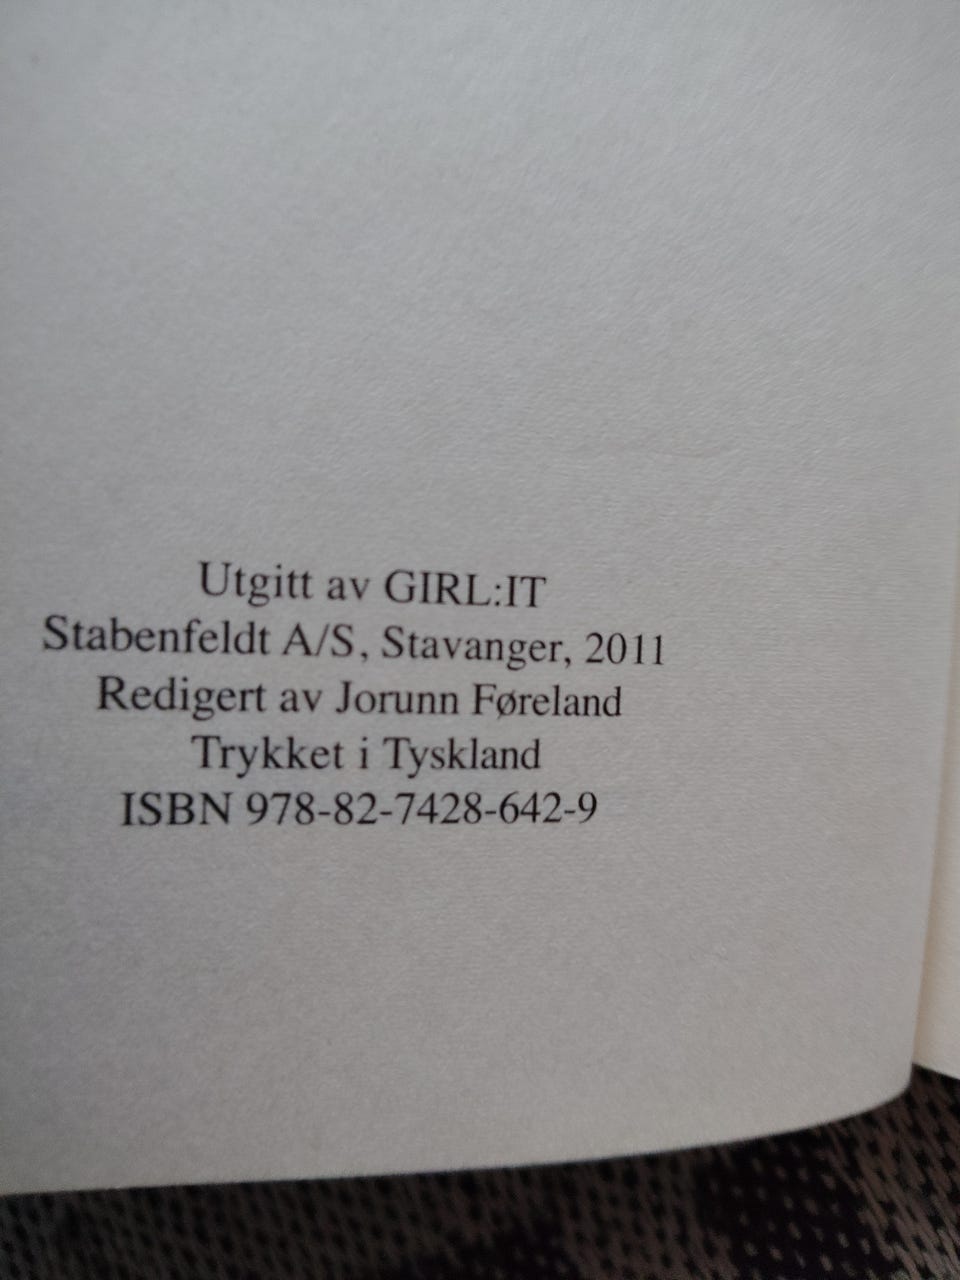 Utgitt av GIRL:IT
Stabenfeldt A/S, Stavanger, 2011
Redigert av Jorunn Føreland
Trykket i Tyskland
ISBN 978-82-7428-642-9